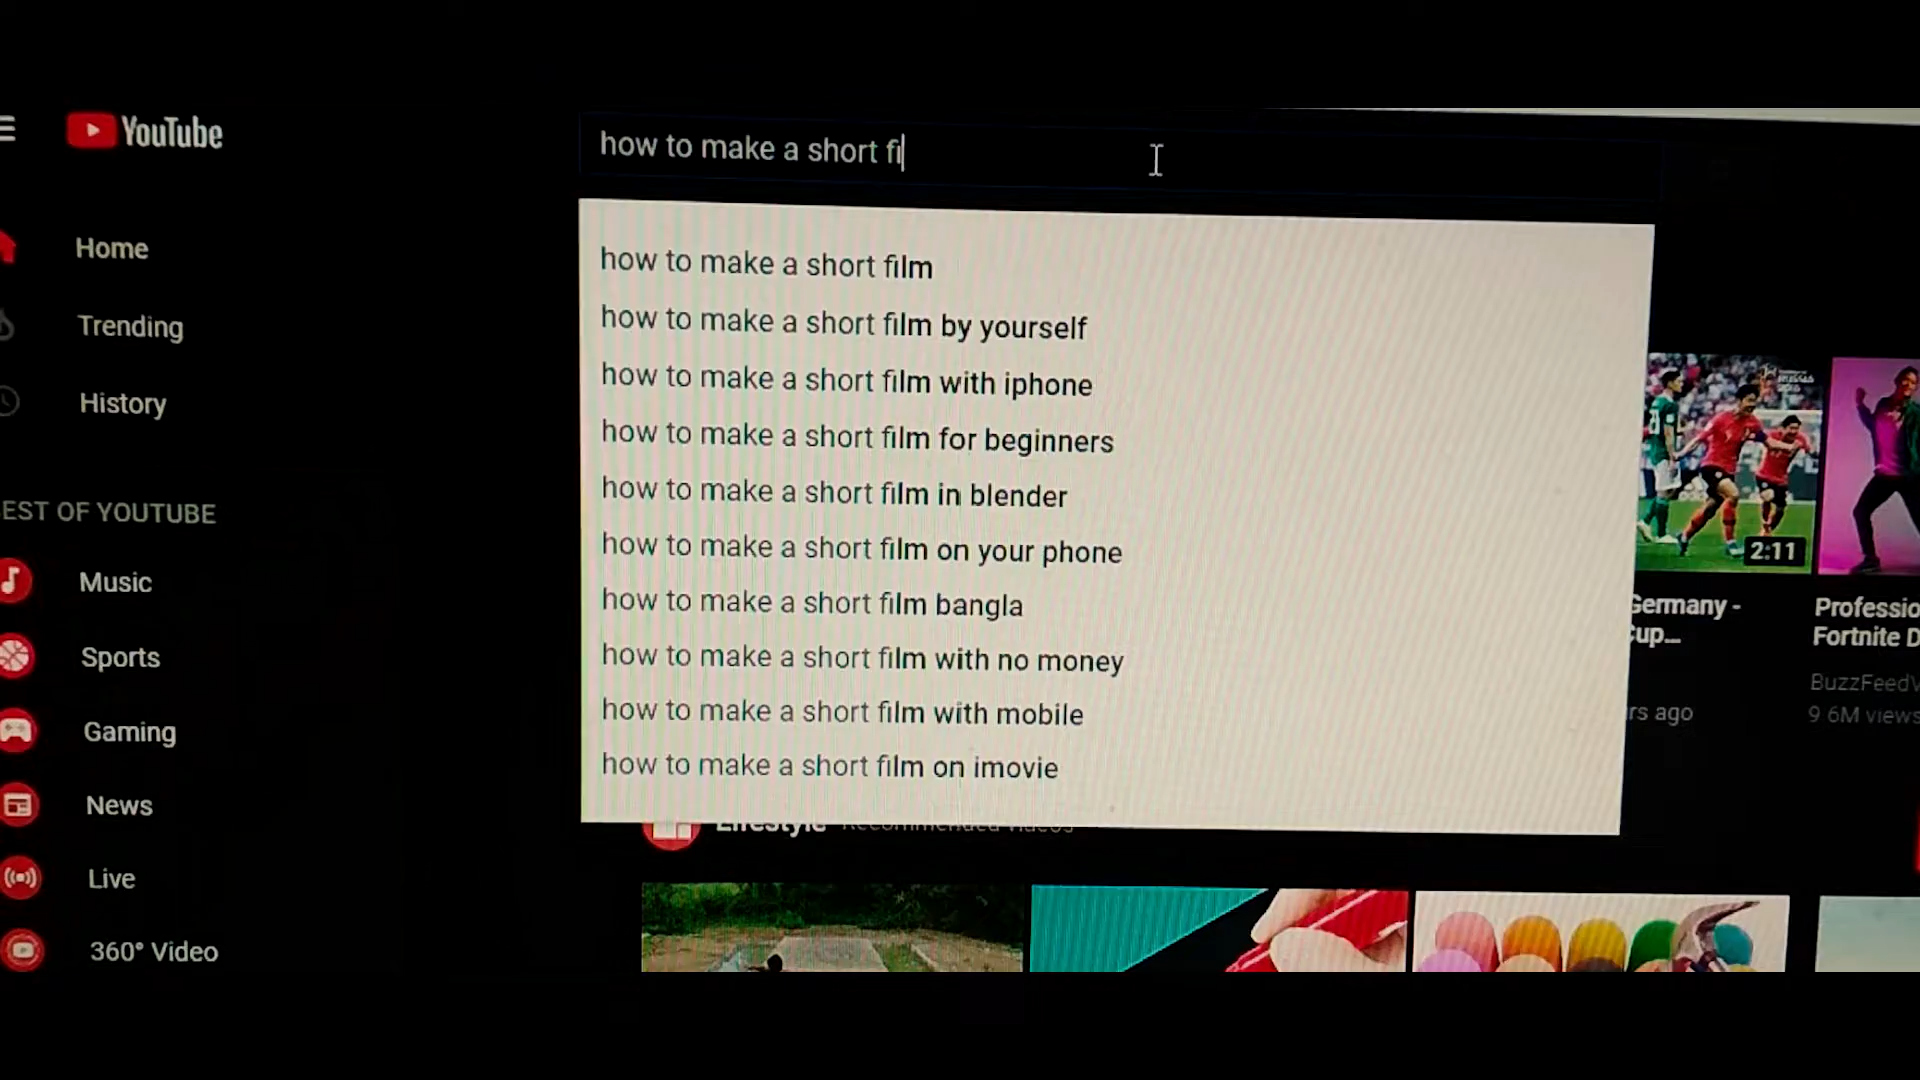 YouTube
how to make a short fi
how to make a short film
how to make a short film by yourself
how to make a short film with iphone
how to make a short film for beginners
how to make a short film in blender
how to make a short film on your phone
how to make a short film bangla
how to make a short film with no money
how to make a short film with mobile
how to make a short film on imovie
Home
Trending
History
EST OF YOUTUBE
Music
Sports
Gaming
News
Live
360° Video
2:11
Germany -
Cup...
rs ago
Professio
Fortnite D
BuzzFeedV
9 6M views
Lifestyle Recommended videos